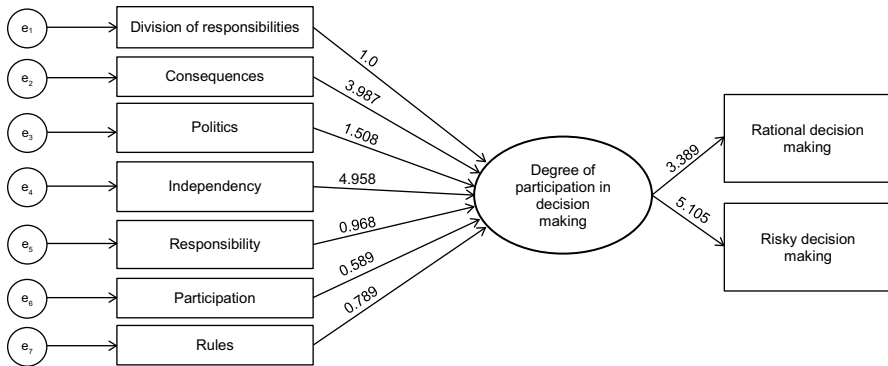 e1
Division of responsibilities
1.0
e2
Consequences
3.987
e3
Politics
1.508
e4
Independency
4.958
e5
Responsibility
0.968
e6
Participation
0.589
e7
Rules
0.789
Degree of
participation in
decision
making
3.389
5.105
Rational decision
making
Risky decision
making